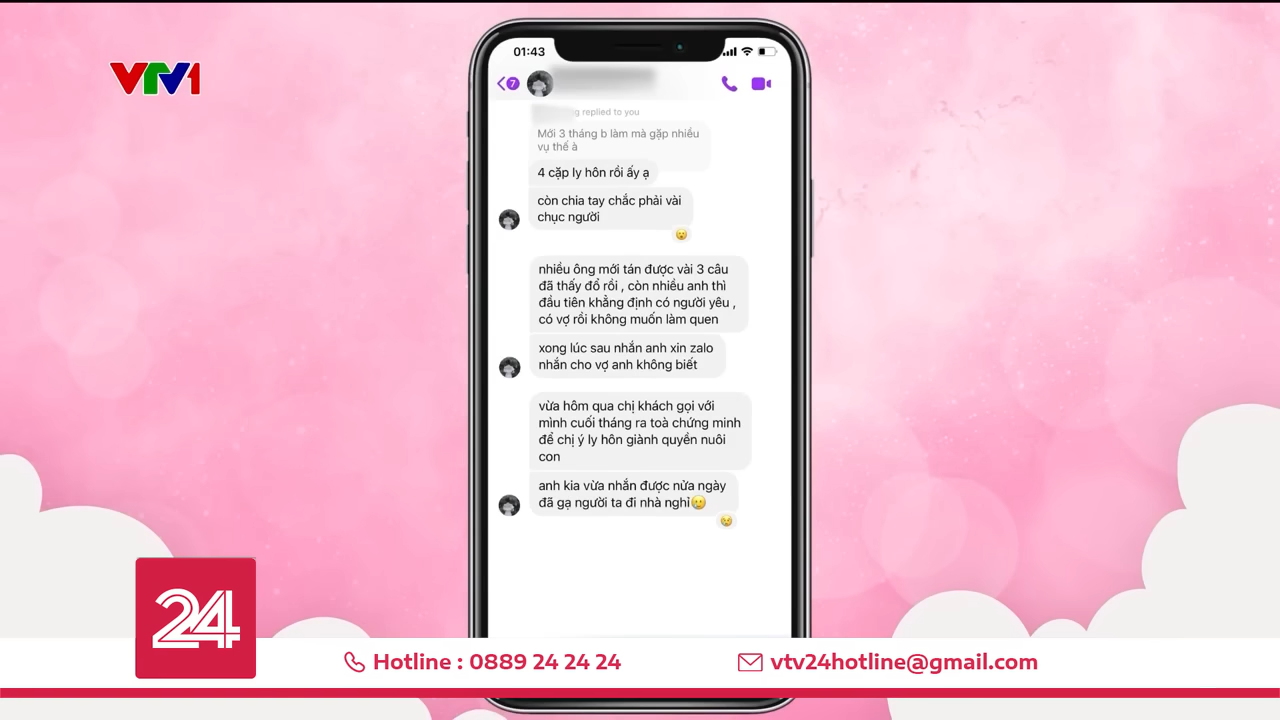 VTV1
01:43
7
replied to you
Mới 3 tháng b làm mà gặp nhiều
vụ thế à
4 cặp ly hôn rồi ấy ạ
còn chia tay chắc phải vài
chục người
nhiều ông mới tán được vài 3 câu
đã thấy đổ rồi , còn nhiều anh thì
đầu tiên khẳng định có người yêu ,
có vợ rồi không muốn làm quen
xong lúc sau nhắn anh xin zalo
nhắn cho vợ anh không biết
vừa hôm qua chị khách gọi với
mình cuối tháng ra toà chứng minh
để chị ý ly hôn giành quyền nuôi
con
anh kia vừa nhắn được nửa ngày
đã gạ người ta đi nhà nghỉ🥲
24
Hotline : 0889 24 24 24
vtv24hotline@gmail.com